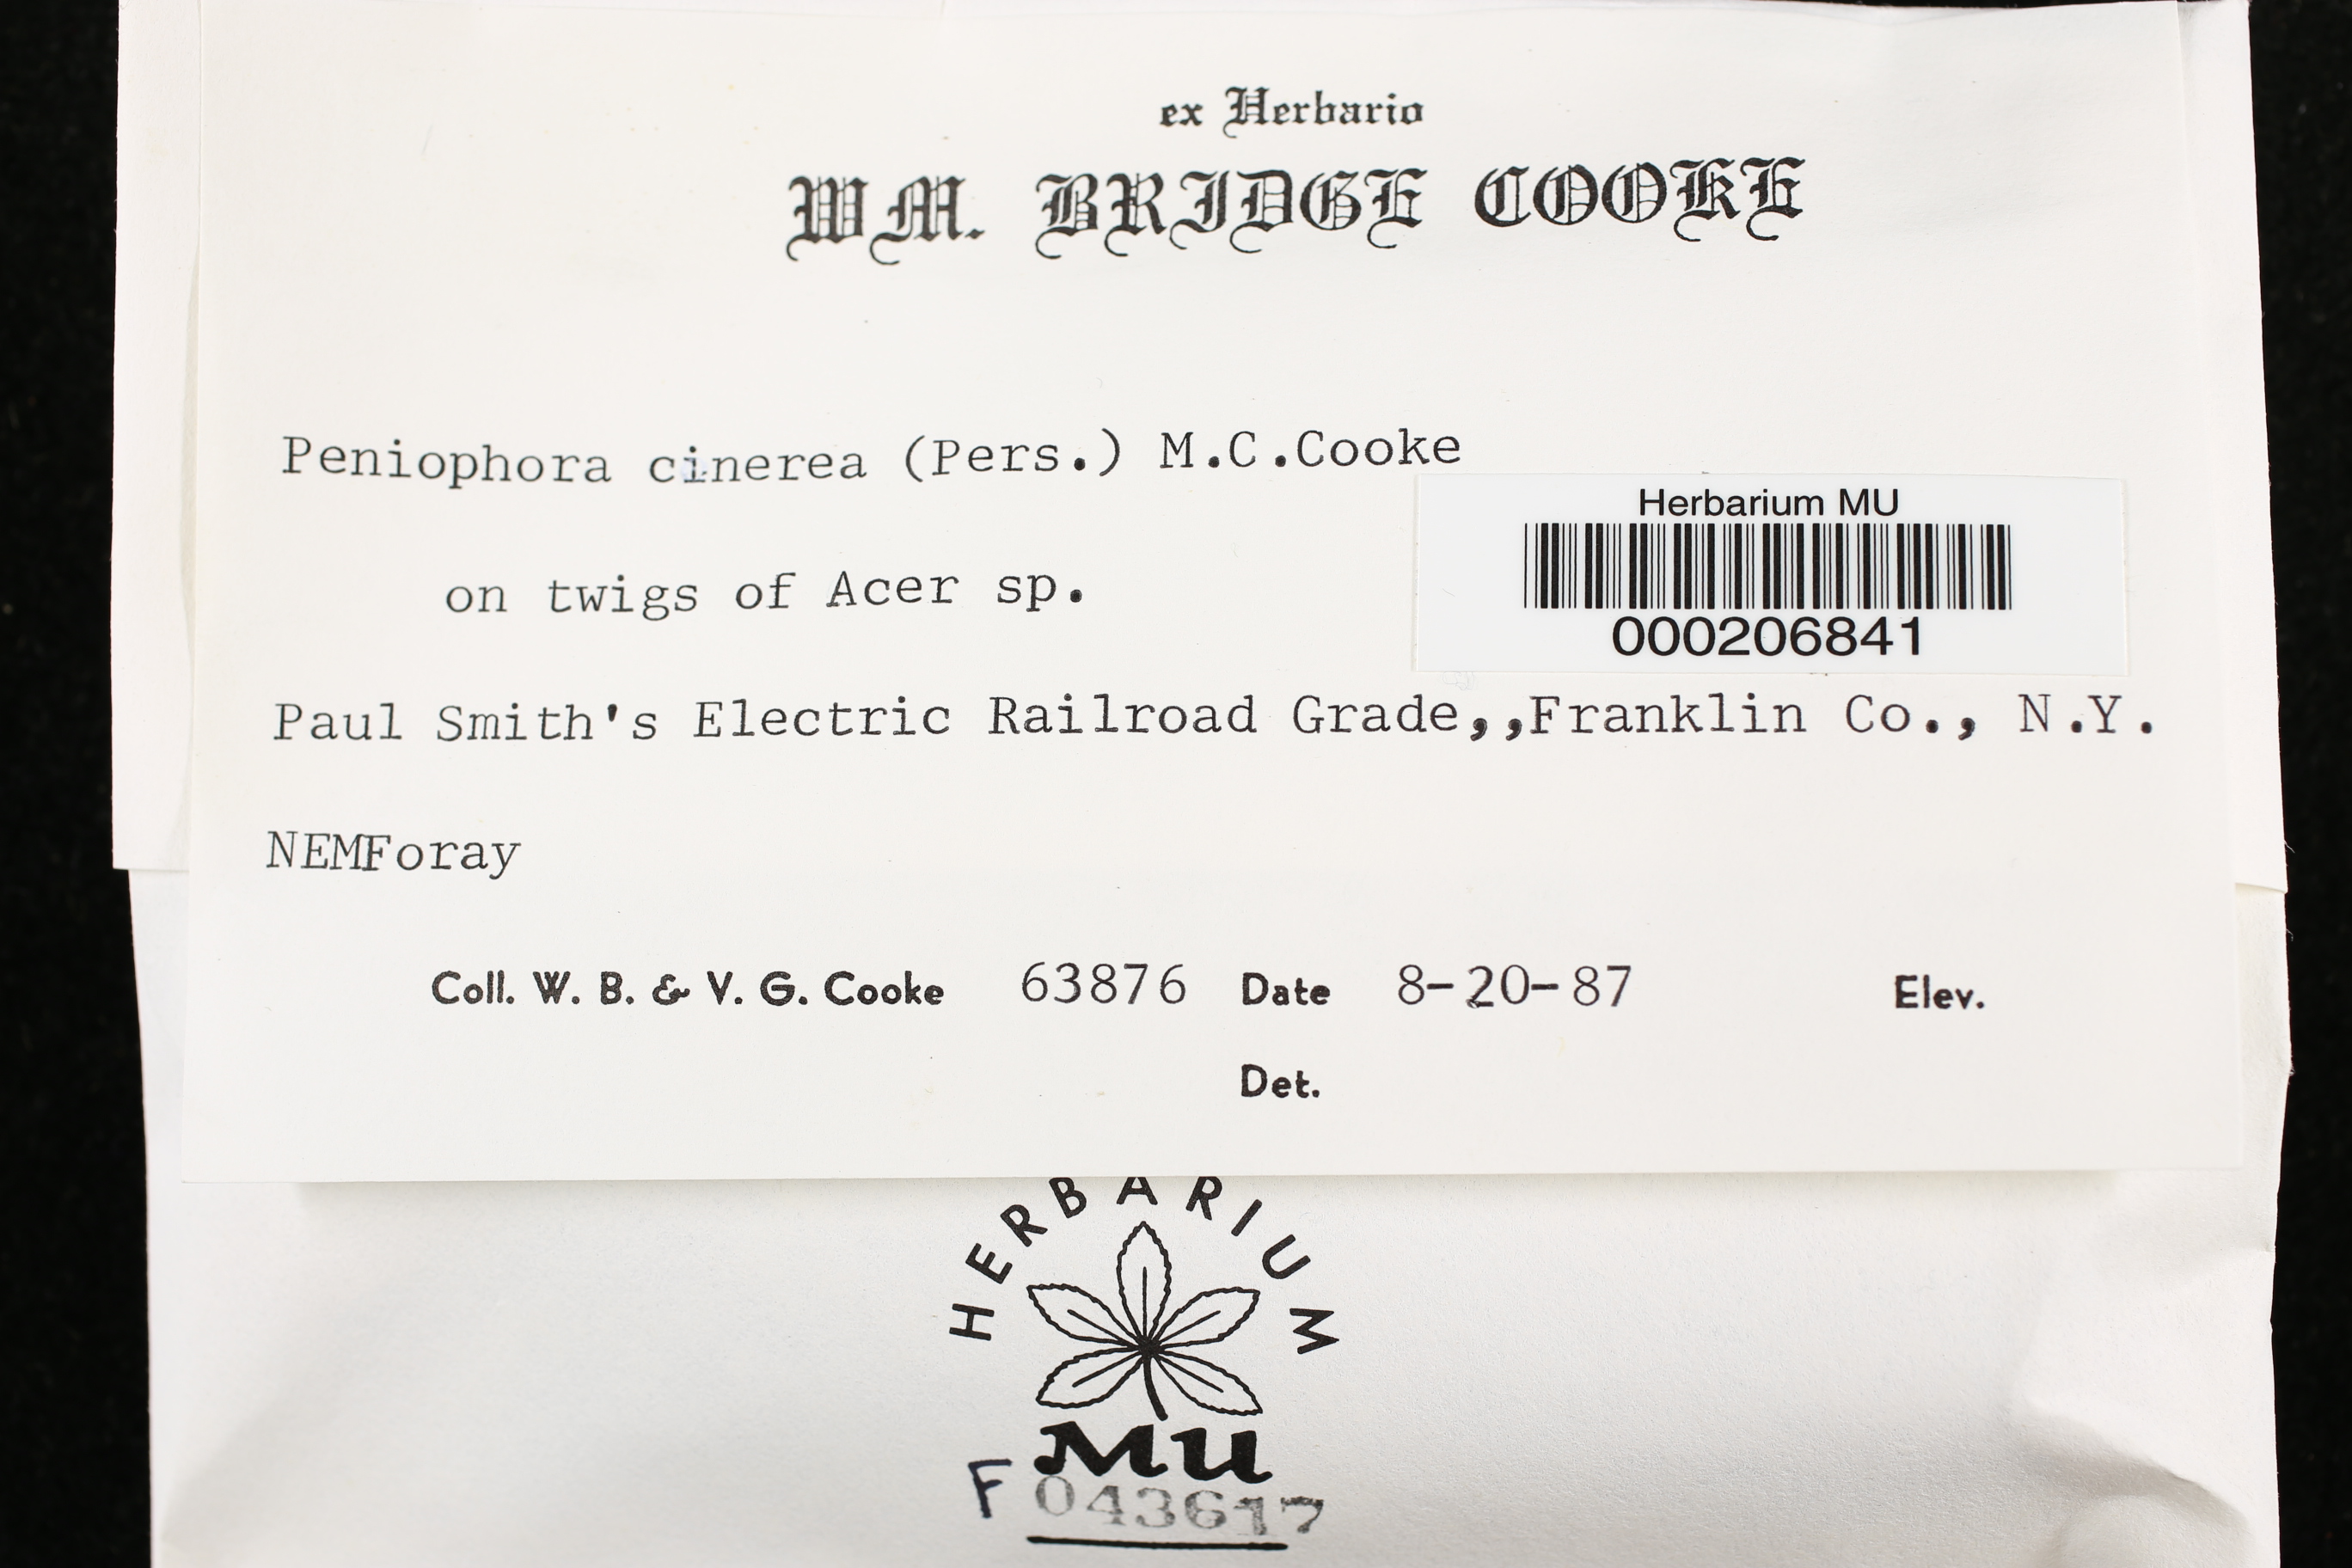 ex Herbario
WM. BRIDGE COOKE
Peniophora cinerea (Pers.) M.C.Cooke
Herbarium MU
000206841
on twigs of Acer sp.
Paul Smith's Electric Railroad Grade,,Franklin Co., N.Y.
NEMForay
Coll. W. B. & V. G. Cooke 63876 Date 8-20-87 Elev.
Det.
HERBARIUM
MU
F 043617